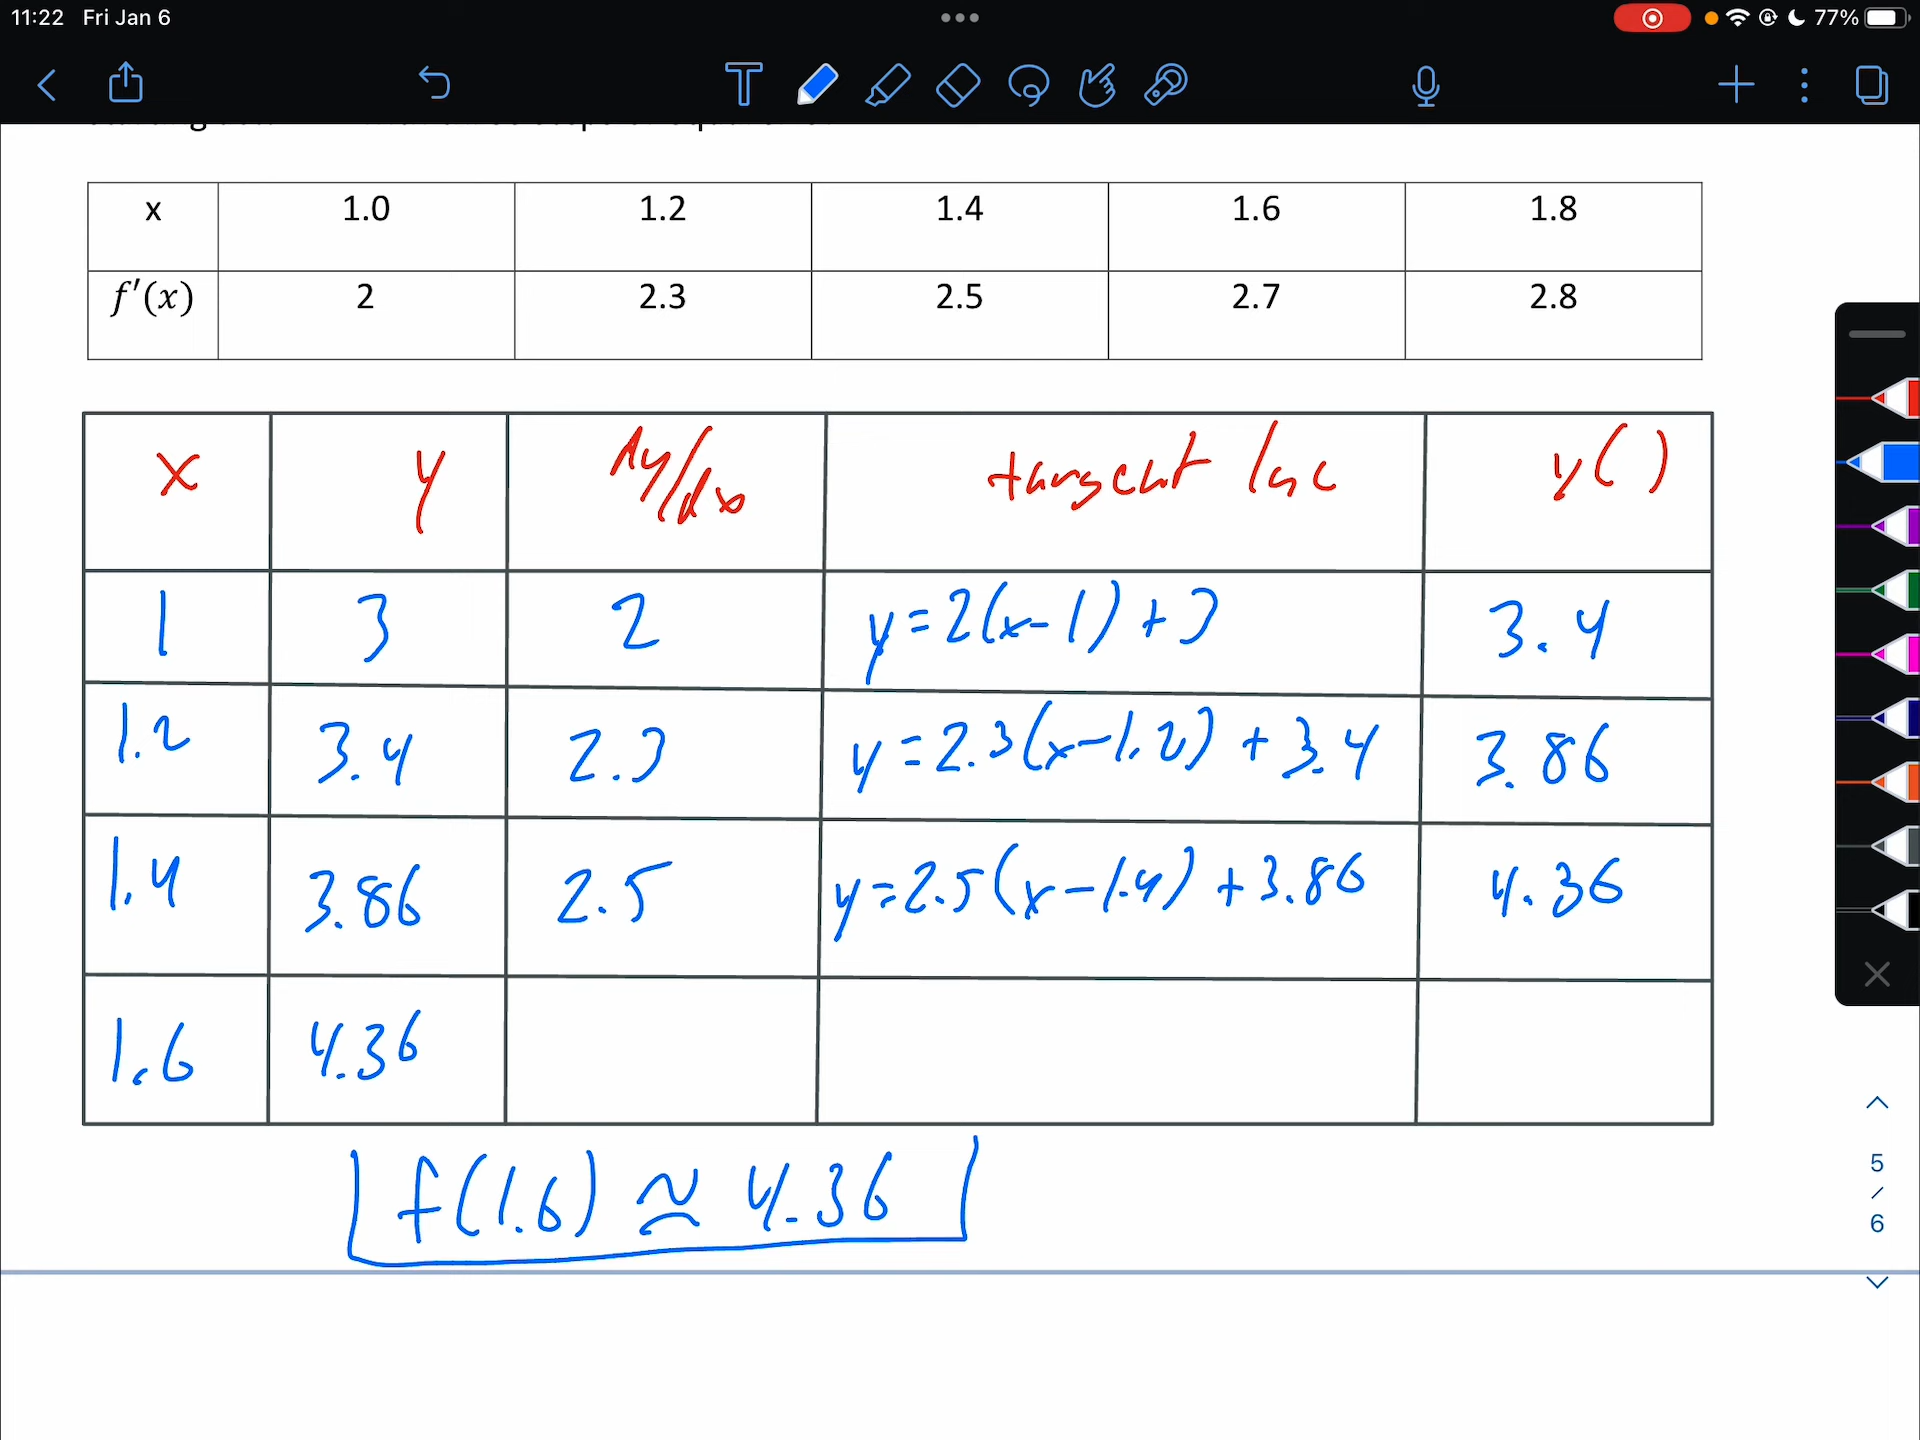 11:22 Fri Jan 6 77%
x 1.0 1.2 1.4 1.6 1.8
f′(x) 2 2.3 2.5 2.7 2.8
x y dy/dx tangent line y( )
1 3 2 y=2(x-1)+3 3.4
1.2 3.4 2.3 y=2.3(x-1.2)+3.4 3.86
1.4 3.86 2.5 y=2.5(x-1.4)+3.86 4.36
1.6 4.36
f(1.6) ≈ 4.36
5
/
6